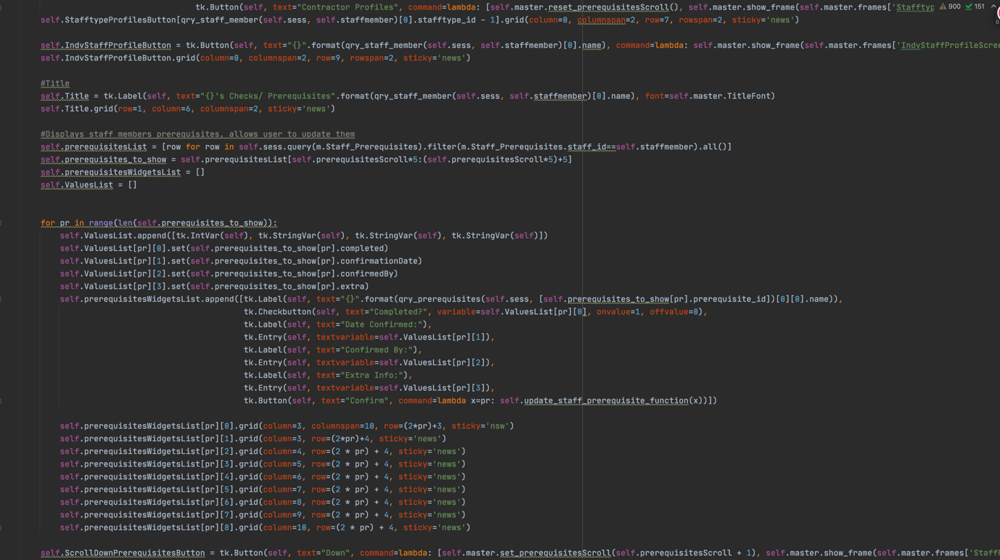 tk.Button(self, text="Contractor Profiles", command=lambda: [self.master.reset_prerequisitesScroll(), self.master.show_frame(self.master.frames['Stafftyp 900 151
self.StafftypeProfilesButton[qry_staff_member(self.sess, self.staffmember)[0].stafftype_id - 1].grid(column=0, columnspan=2, row=7, rowspan=2, sticky='news')
self.IndvStaffProfileButton = tk.Button(self, text="{}".format(qry_staff_member(self.sess, self.staffmember)[0].name), command=lambda: self.master.show_frame(self.master.frames['IndvStaffProfileScre
self.IndvStaffProfileButton.grid(column=0, columnspan=2, row=9, rowspan=2, sticky='news')
#Title
self.Title = tk.Label(self, text="{}'s Checks/ Prerequisites".format(qry_staff_member(self.sess, self.staffmember)[0].name), font=self.master.TitleFont)
self.Title.grid(row=1, column=6, columnspan=2, sticky='news')
#Displays staff members prerequisites, allows user to update them
self.prerequisitesList = [row for row in self.sess.query(m.Staff_Prerequisites).filter(m.Staff_Prerequisites.staff_id==self.staffmember).all()]
self.prerequisites_to_show = self.prerequisitesList[self.prerequisitesScroll*5:(self.prerequisitesScroll*5)+5]
self.prerequisitesWidgetsList = []
self.ValuesList = []
for pr in range(len(self.prerequisites_to_show)):
self.ValuesList.append([tk.IntVar(self), tk.StringVar(self), tk.StringVar(self), tk.StringVar(self)])
self.ValuesList[pr][0].set(self.prerequisites_to_show[pr].completed)
self.ValuesList[pr][1].set(self.prerequisites_to_show[pr].confirmationDate)
self.ValuesList[pr][2].set(self.prerequisites_to_show[pr].confirmedBy)
self.ValuesList[pr][3].set(self.prerequisites_to_show[pr].extra)
self.prerequisitesWidgetsList.append([tk.Label(self, text="{}".format(qry_prerequisites(self.sess, [self.prerequisites_to_show[pr].prerequisite_id])[0][0].name)),
tk.Checkbutton(self, text="Completed?", variable=self.ValuesList[pr][0], onvalue=1, offvalue=0),
tk.Label(self, text="Date Confirmed:"),
tk.Entry(self, textvariable=self.ValuesList[pr][1]),
tk.Label(self, text="Confirmed By:"),
tk.Entry(self, textvariable=self.ValuesList[pr][2]),
tk.Label(self, text="Extra Info:"),
tk.Entry(self, textvariable=self.ValuesList[pr][3]),
tk.Button(self, text="Confirm", command=lambda x=pr: self.update_staff_prerequisite_function(x))])
self.prerequisitesWidgetsList[pr][0].grid(column=3, columnspan=10, row=(2*pr)+3, sticky='nsw')
self.prerequisitesWidgetsList[pr][1].grid(column=3, row=(2*pr)+4, sticky='news')
self.prerequisitesWidgetsList[pr][2].grid(column=4, row=(2 * pr) + 4, sticky='news')
self.prerequisitesWidgetsList[pr][3].grid(column=5, row=(2 * pr) + 4, sticky='news')
self.prerequisitesWidgetsList[pr][4].grid(column=6, row=(2 * pr) + 4, sticky='news')
self.prerequisitesWidgetsList[pr][5].grid(column=7, row=(2 * pr) + 4, sticky='news')
self.prerequisitesWidgetsList[pr][6].grid(column=8, row=(2 * pr) + 4, sticky='news')
self.prerequisitesWidgetsList[pr][7].grid(column=9, row=(2 * pr) + 4, sticky='news')
self.prerequisitesWidgetsList[pr][8].grid(column=10, row=(2 * pr) + 4, sticky='news')
self.ScrollDownPrerequisitesButton = tk.Button(self, text="Down", command=lambda: [self.master.set_prerequisitesScroll(self.prerequisitesScroll + 1), self.master.show_frame(self.master.frames['Staff